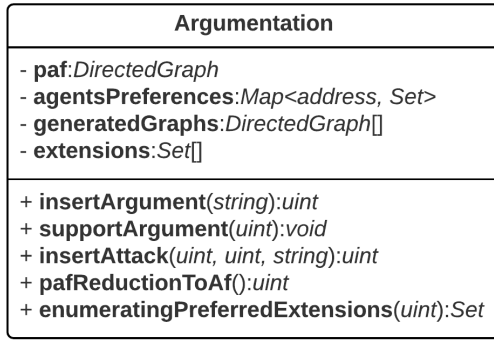 Argumentation
- paf:DirectedGraph
- agentsPreferences:Map<address, Set>
- generatedGraphs:DirectedGraph[]
- extensions:Set[]
+ insertArgument(string):uint
+ supportArgument(uint):void
+ insertAttack(uint, uint, string):uint
+ pafReductionToAf():uint
+ enumeratingPreferredExtensions(uint):Set